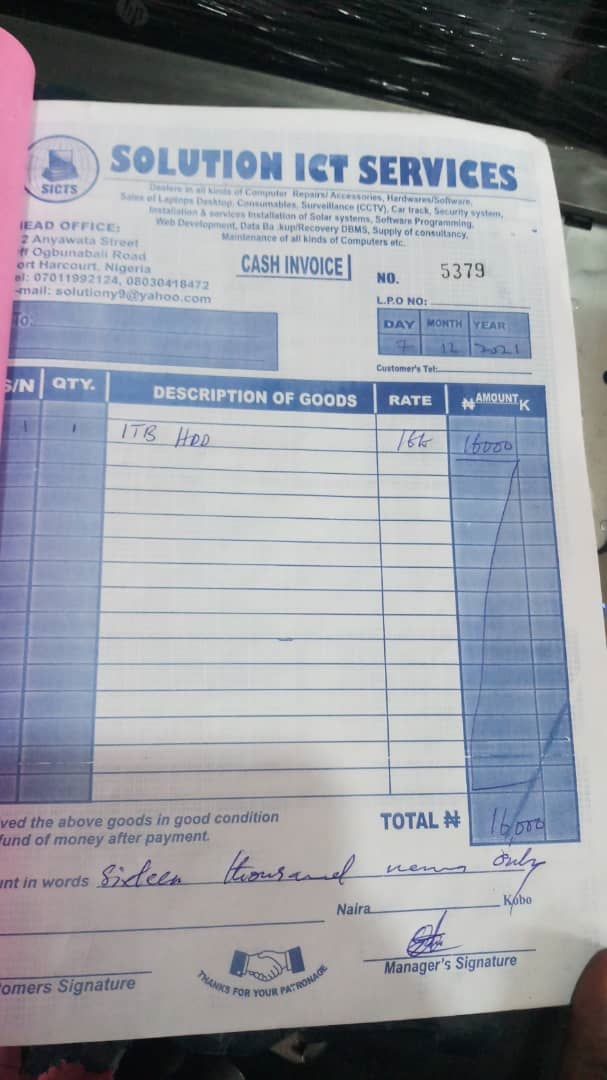 SICTS
SOLUTION ICT SERVICES
Dealers in all kinds of Computer Repairs/ Accessories, Hardwares/Software,
Sales of Laptops Desktop, Consumables, Surveillance (CCTV), Car track, Security system,
Installation & services Installation of Solar systems, Software Programming,
Web Development, Data Ba kup/Recovery DBMS, Supply of consultancy,
Maintenance of all kinds of Computers etc.
EAD OFFICE:
2 Anyawata Street
ff Ogbunabali Road
ort Harcourt, Nigeria
el: 07011992124, 08030418472
-mail: solutiony9@yahoo.com
CASH INVOICE
NO. 5379
L.P.O NO:
TO:
DAY MONTH YEAR
7 12 2021
Customer's Tel:
S/N QTY. DESCRIPTION OF GOODS RATE ₦ AMOUNT K
1 1 1TB HDD 16k 16000
ved the above goods in good condition
fund of money after payment.
TOTAL ₦ 16,000
unt in words Sixteen thousand only
Naira Kobo
omers Signature
THANKS FOR YOUR PATRONAGE
Manager's Signature